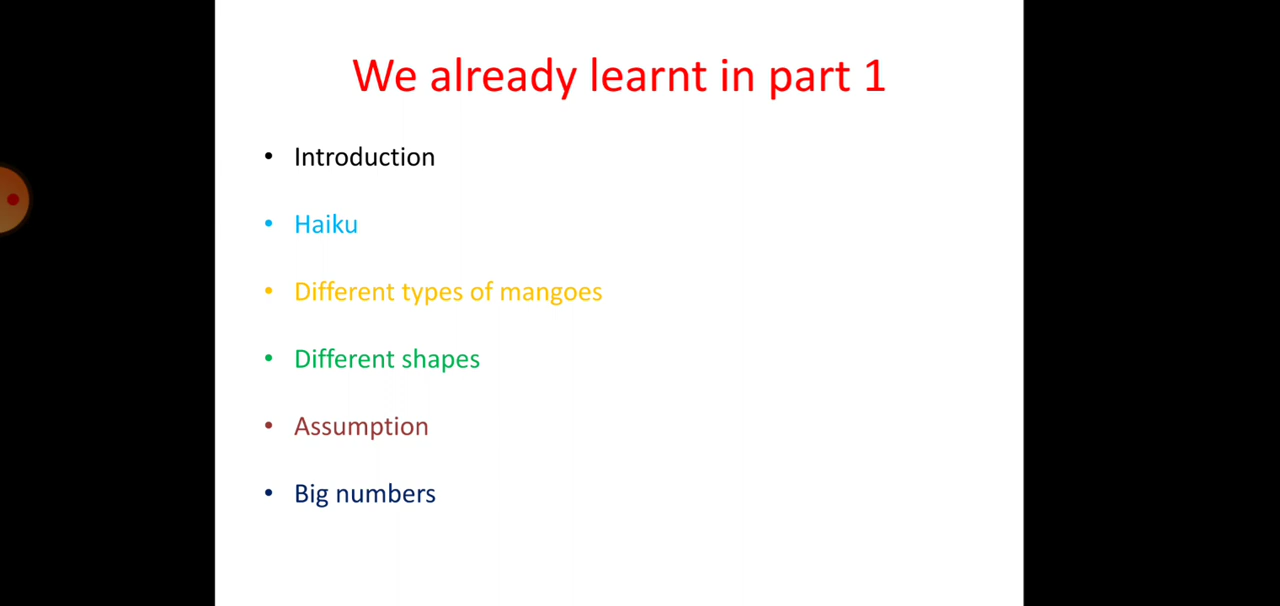 We already learnt in part 1
• Introduction
• Haiku
• Different types of mangoes
• Different shapes
• Assumption
• Big numbers